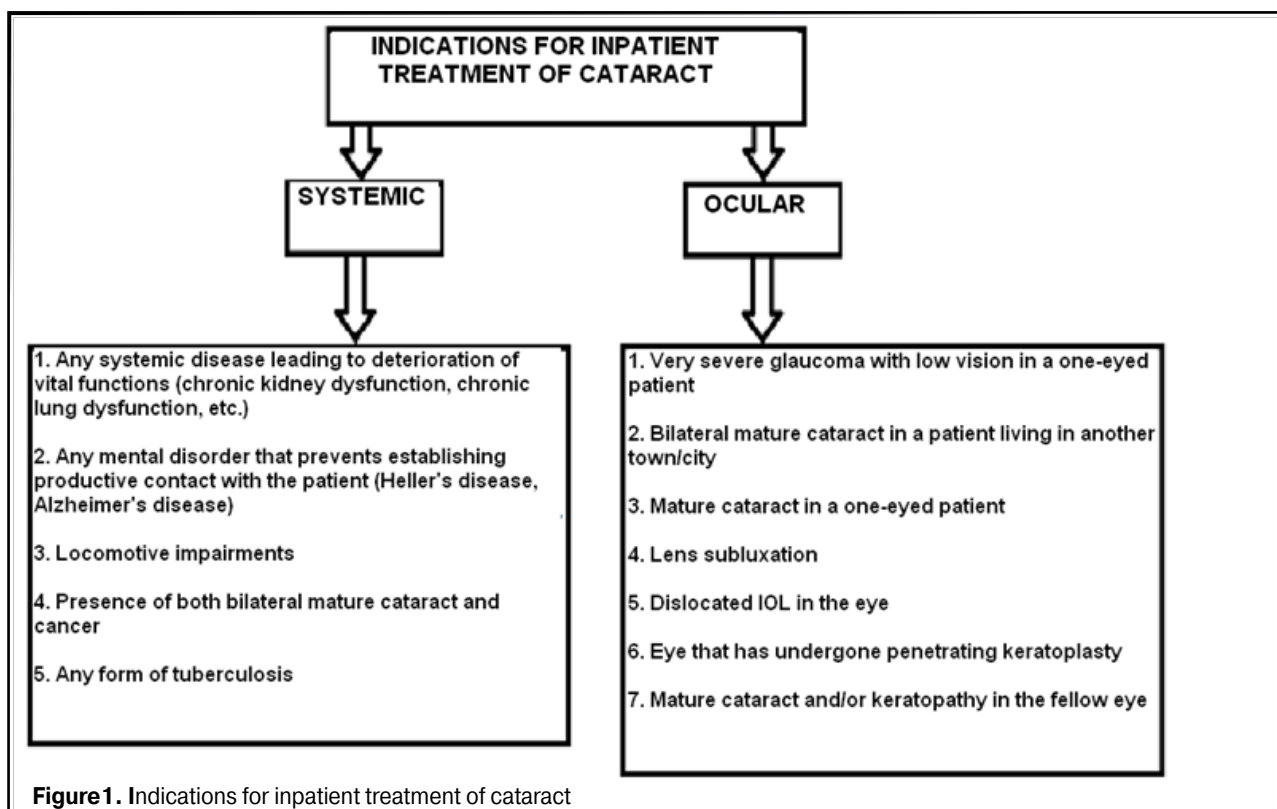 INDICATIONS FOR INPATIENT
TREATMENT OF CATARACT
SYSTEMIC
OCULAR
1. Any systemic disease leading to deterioration of
vital functions (chronic kidney dysfunction, chronic
lung dysfunction, etc.)
2. Any mental disorder that prevents establishing
productive contact with the patient (Heller's disease,
Alzheimer's disease)
3. Locomotive impairments
4. Presence of both bilateral mature cataract and
cancer
5. Any form of tuberculosis
1. Very severe glaucoma with low vision in a one-eyed
patient
2. Bilateral mature cataract in a patient living in another
town/city
3. Mature cataract in a one-eyed patient
4. Lens subluxation
5. Dislocated IOL in the eye
6. Eye that has undergone penetrating keratoplasty
7. Mature cataract and/or keratopathy in the fellow eye
Figure1. Indications for inpatient treatment of cataract